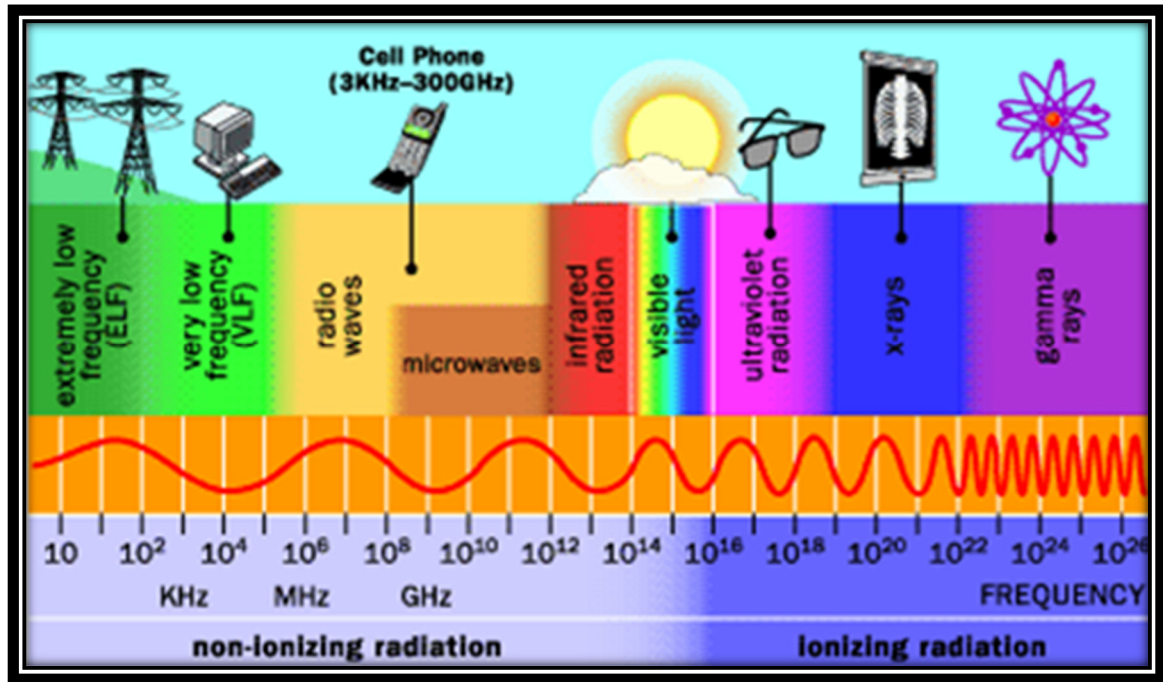 Cell Phone
(3KHz–300GHz)
extremely low
frequency
(ELF)
very low
frequency
(VLF)
radio
waves
microwaves
infrared
radiation
visible
light
ultraviolet
radiation
x-rays
gamma
rays
10 10² 10⁴ 10⁶ 10⁸ 10¹⁰ 10¹² 10¹⁴ 10¹⁶ 10¹⁸ 10²⁰ 10²² 10²⁴ 10²⁶
KHz MHz GHz FREQUENCY
non-ionizing radiation ionizing radiation